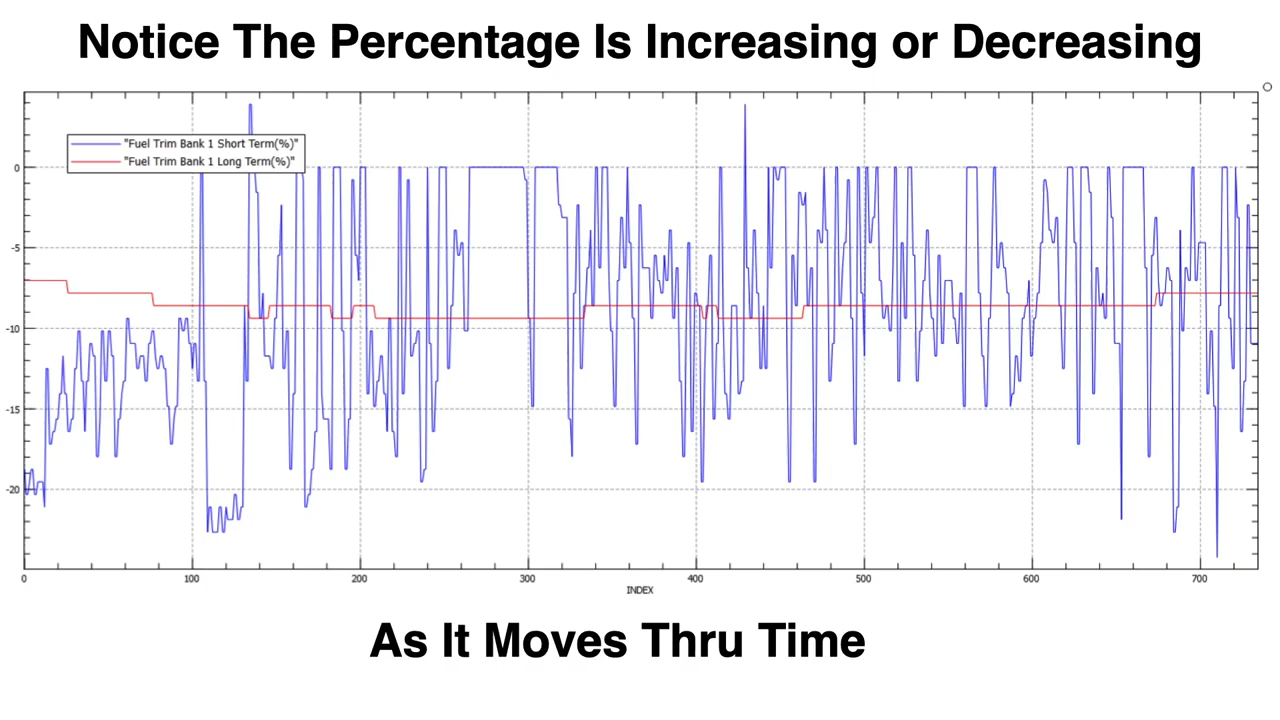 Notice The Percentage Is Increasing or Decreasing
"Fuel Trim Bank 1 Short Term(%)"
"Fuel Trim Bank 1 Long Term(%)"
0
-5
-10
-15
-20
0 100 200 300 400 500 600 700
INDEX
As It Moves Thru Time